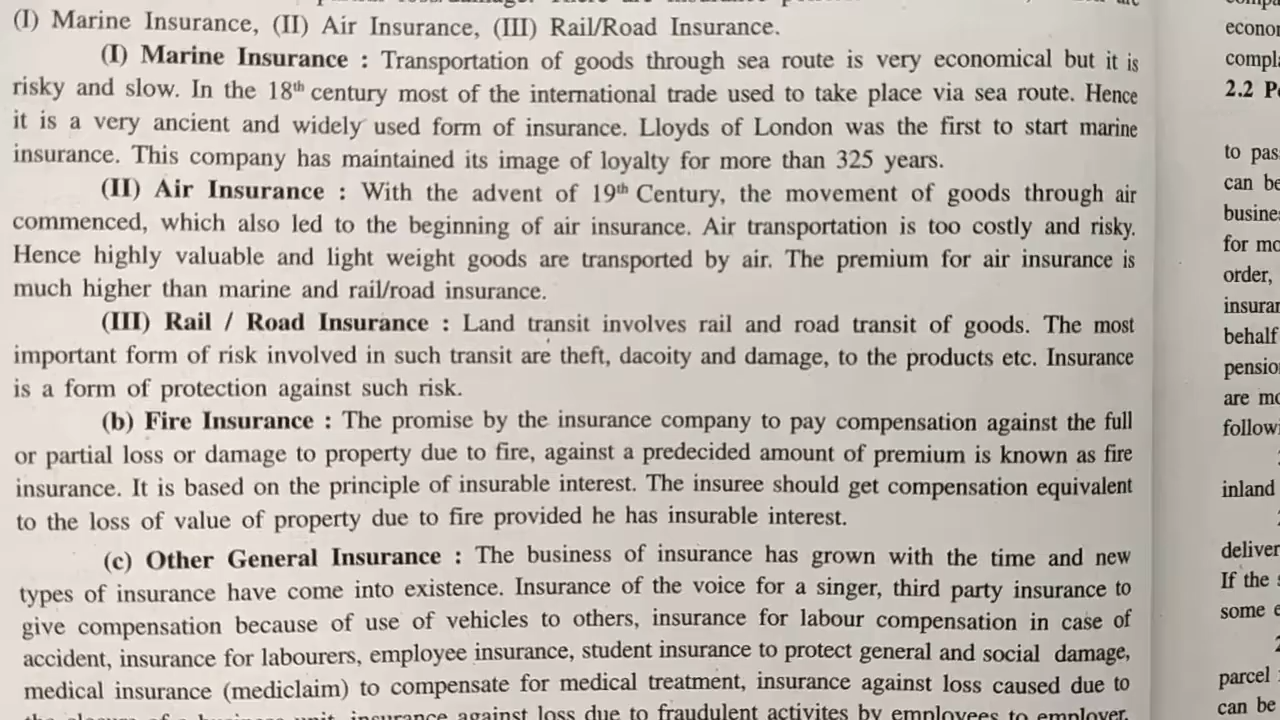 (I) Marine Insurance, (II) Air Insurance, (III) Rail/Road Insurance.
(I) Marine Insurance : Transportation of goods through sea route is very economical but it is
risky and slow. In the 18th century most of the international trade used to take place via sea route. Hence
it is a very ancient and widely used form of insurance. Lloyds of London was the first to start marine
insurance. This company has maintained its image of loyalty for more than 325 years.
(II) Air Insurance : With the advent of 19th Century, the movement of goods through air
commenced, which also led to the beginning of air insurance. Air transportation is too costly and risky.
Hence highly valuable and light weight goods are transported by air. The premium for air insurance is
much higher than marine and rail/road insurance.
(III) Rail / Road Insurance : Land transit involves rail and road transit of goods. The most
important form of risk involved in such transit are theft, dacoity and damage, to the products etc. Insurance
is a form of protection against such risk.
(b) Fire Insurance : The promise by the insurance company to pay compensation against the full
or partial loss or damage to property due to fire, against a predecided amount of premium is known as fire
insurance. It is based on the principle of insurable interest. The insuree should get compensation equivalent
to the loss of value of property due to fire provided he has insurable interest.
(c) Other General Insurance : The business of insurance has grown with the time and new
types of insurance have come into existence. Insurance of the voice for a singer, third party insurance to
give compensation because of use of vehicles to others, insurance for labour compensation in case of
accident, insurance for labourers, employee insurance, student insurance to protect general and social damage,
medical insurance (mediclaim) to compensate for medical treatment, insurance against loss caused due to
insurance against loss due to fraudulent activites by employees to employer,
2.2
to
can be
for
order,
behalf
are
inland
If the
some
parcel
can be